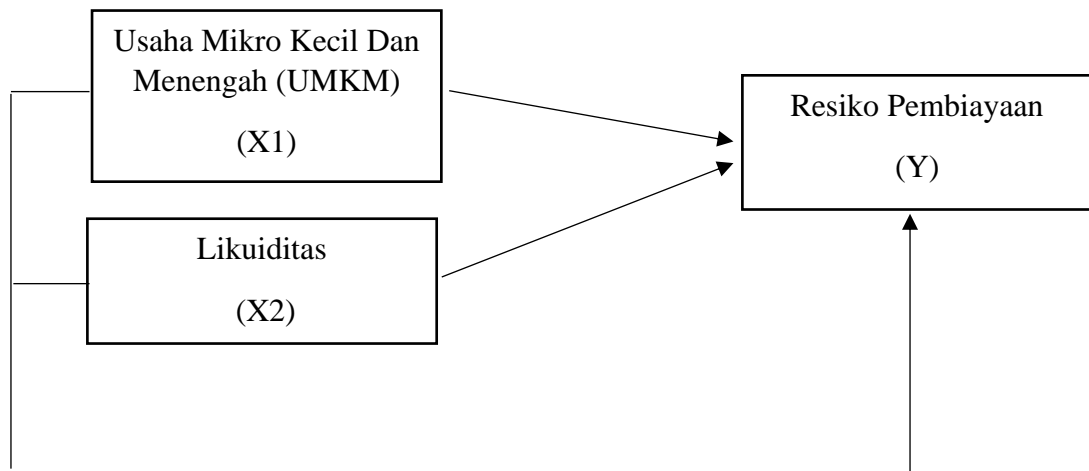 Usaha Mikro Kecil Dan
Menengah (UMKM)
(X1)
Resiko Pembiayaan
(Y)
Likuiditas
(X2)